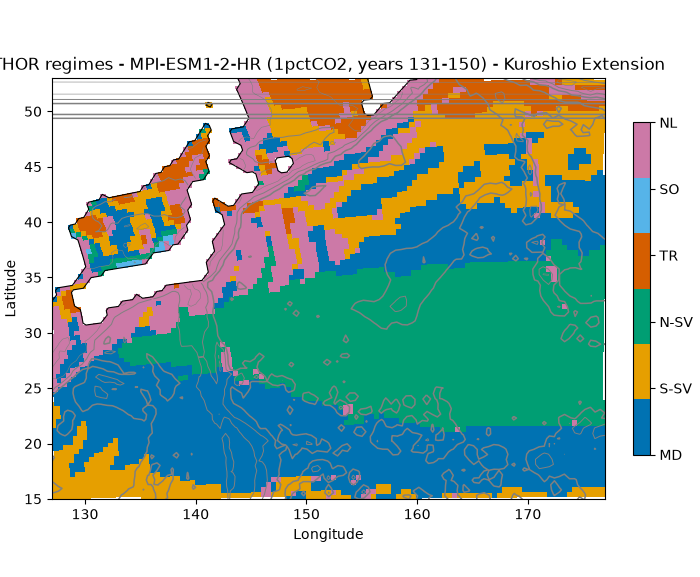 THOR regimes - MPI-ESM1-2-HR (1pctCO2, years 131-150) - Kuroshio Extension
50
45
40
35
30
25
20
15
130
140
150
160
170
Latitude
Longitude
NL
SO
TR
N-SV
S-SV
MD